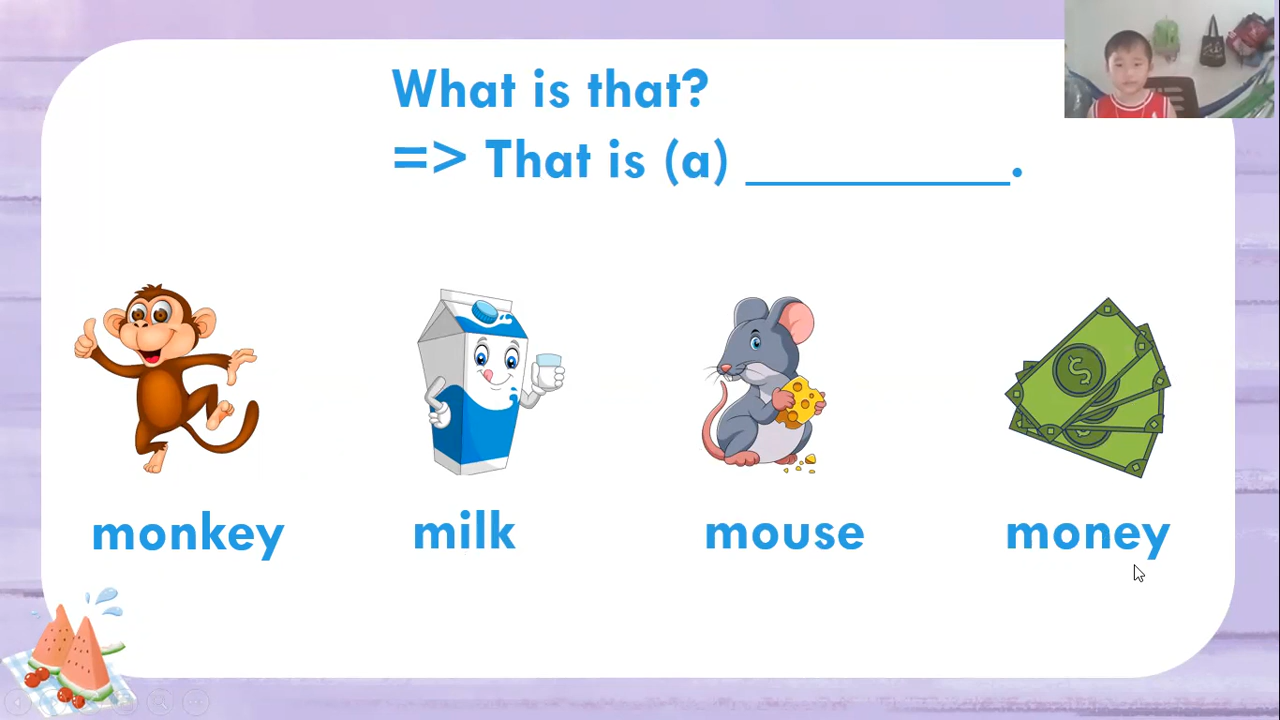 What is that?
=> That is (a) __________.
monkey milk mouse money